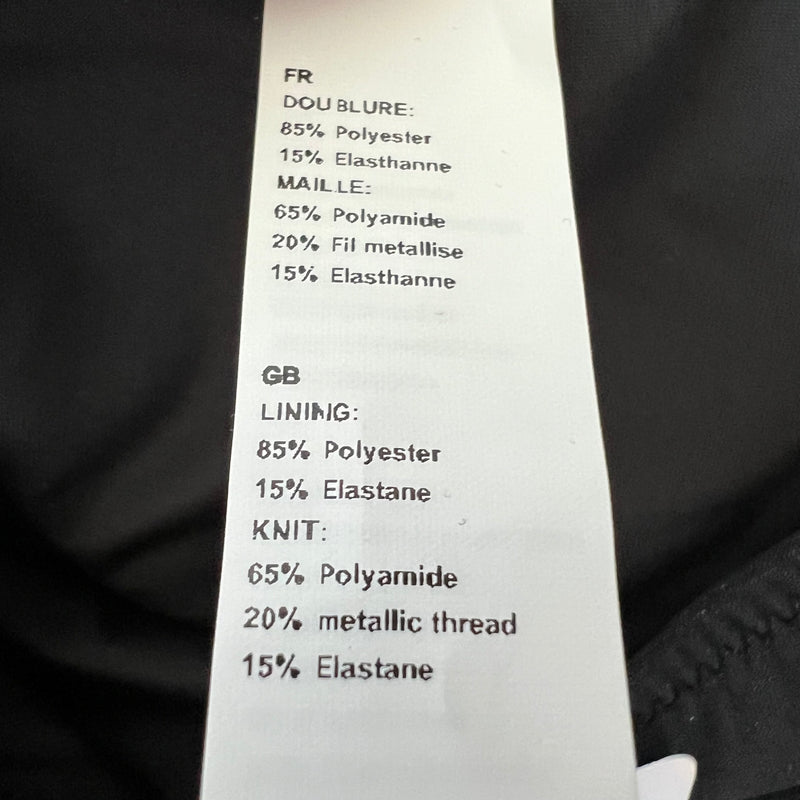 FR
DOUBLURE:
85% Polyester
15% Elasthanne
MAILLE:
65% Polyamide
20% Fil metallise
15% Elasthanne
GB
LINING:
85% Polyester
15% Elastane
KNIT:
65% Polyamide
20% metallic thread
15% Elastane